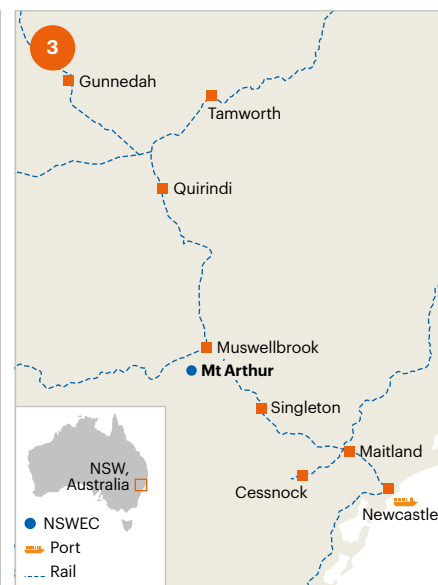 3
Gunnedah
Tamworth
Quirindi
Muswellbrook
Mt Arthur
Singleton
Maitland
Cessnock
Newcastle
NSW,
Australia
NSWEC
Port
Rail